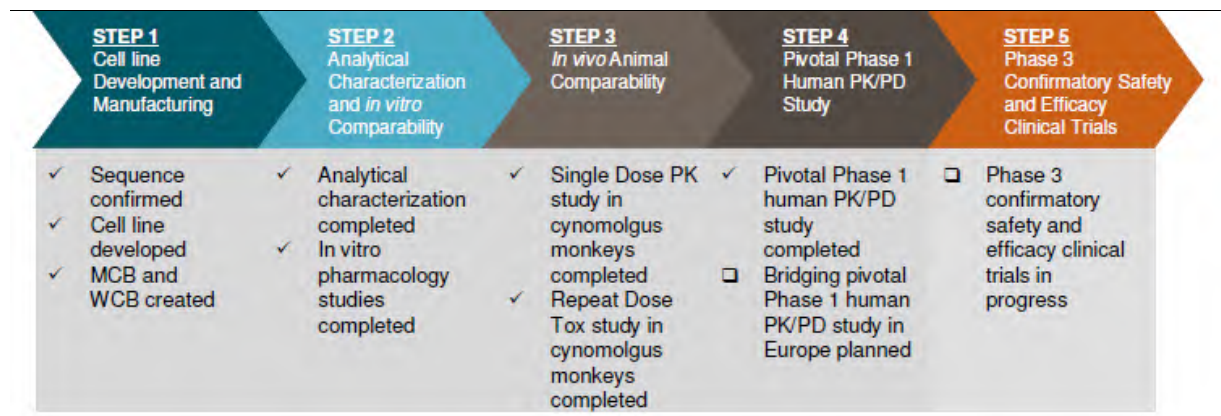 STEP 1
Cell line
Development and
Manufacturing
STEP 2
Analytical
Characterization
and in vitro
Comparability
STEP 3
In vivo Animal
Comparability
STEP 4
Pivotal Phase 1
Human PK/PD
Study
STEP 5
Phase 3
Confirmatory Safety
and Efficacy
Clinical Trials
✓ Sequence
confirmed
✓ Cell line
developed
✓ MCB and
WCB created
✓ Analytical
characterization
completed
✓ In vitro
pharmacology
studies
completed
✓ Single Dose PK
study in
cynomolgus
monkeys
completed
✓ Repeat Dose
Tox study in
cynomolgus
monkeys
completed
✓ Pivotal Phase 1
human PK/PD
study
completed
❑ Bridging pivotal
Phase 1 human
PK/PD study in
Europe planned
❑ Phase 3
confirmatory
safety and
efficacy clinical
trials in
progress